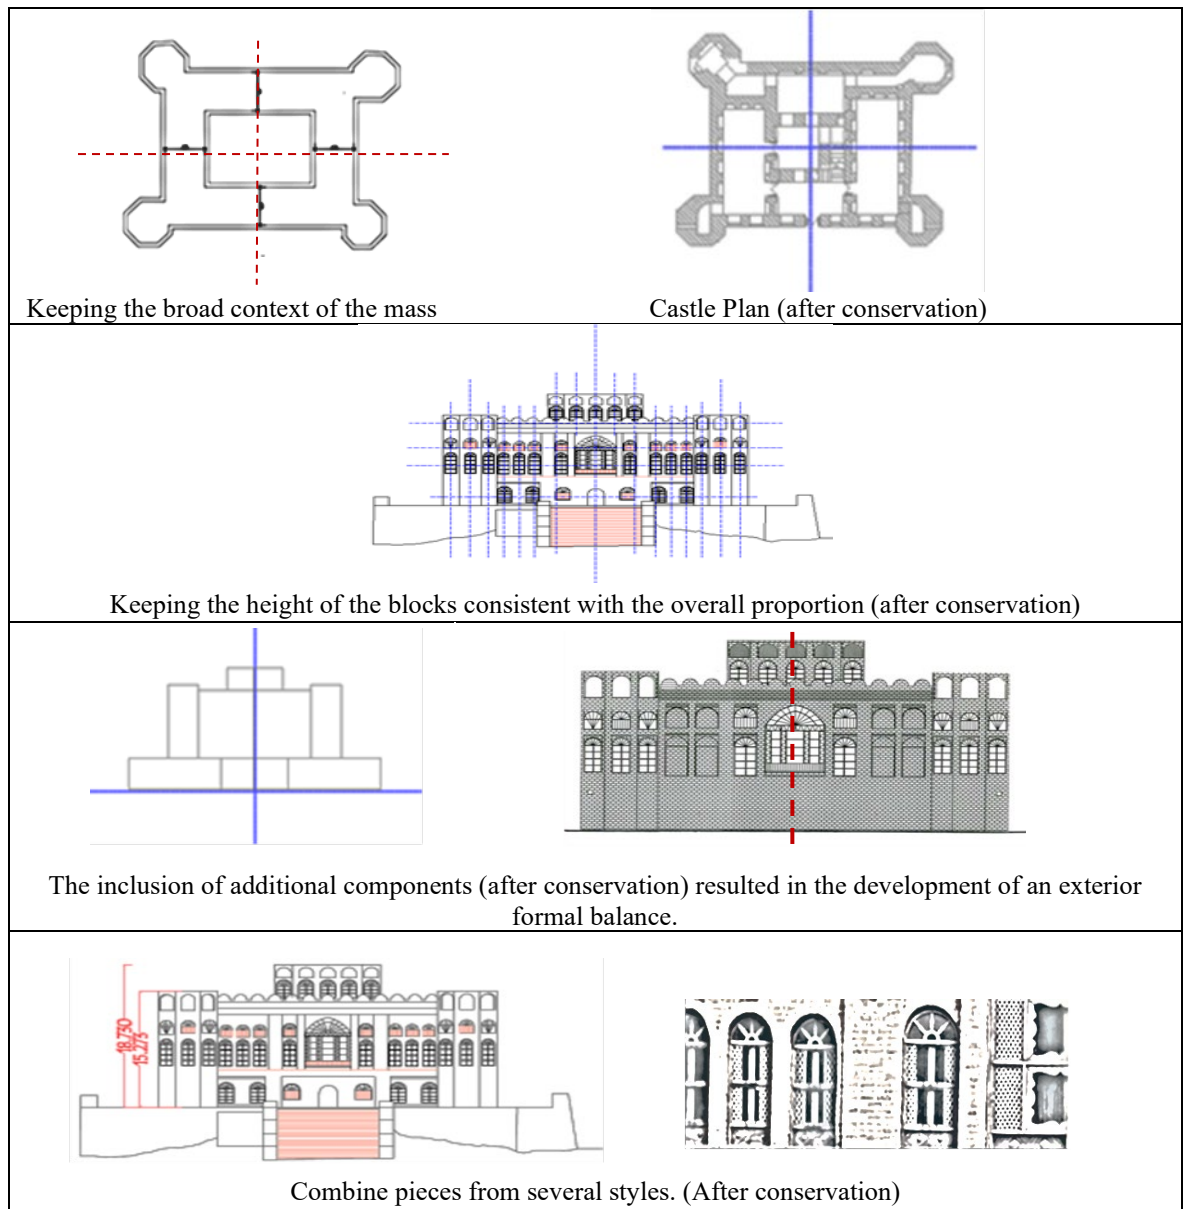 Keeping the broad context of the mass
Castle Plan (after conservation)
Keeping the height of the blocks consistent with the overall proportion (after conservation)
The inclusion of additional components (after conservation) resulted in the development of an exterior
formal balance.
18.730
15.273
Combine pieces from several styles. (After conservation)